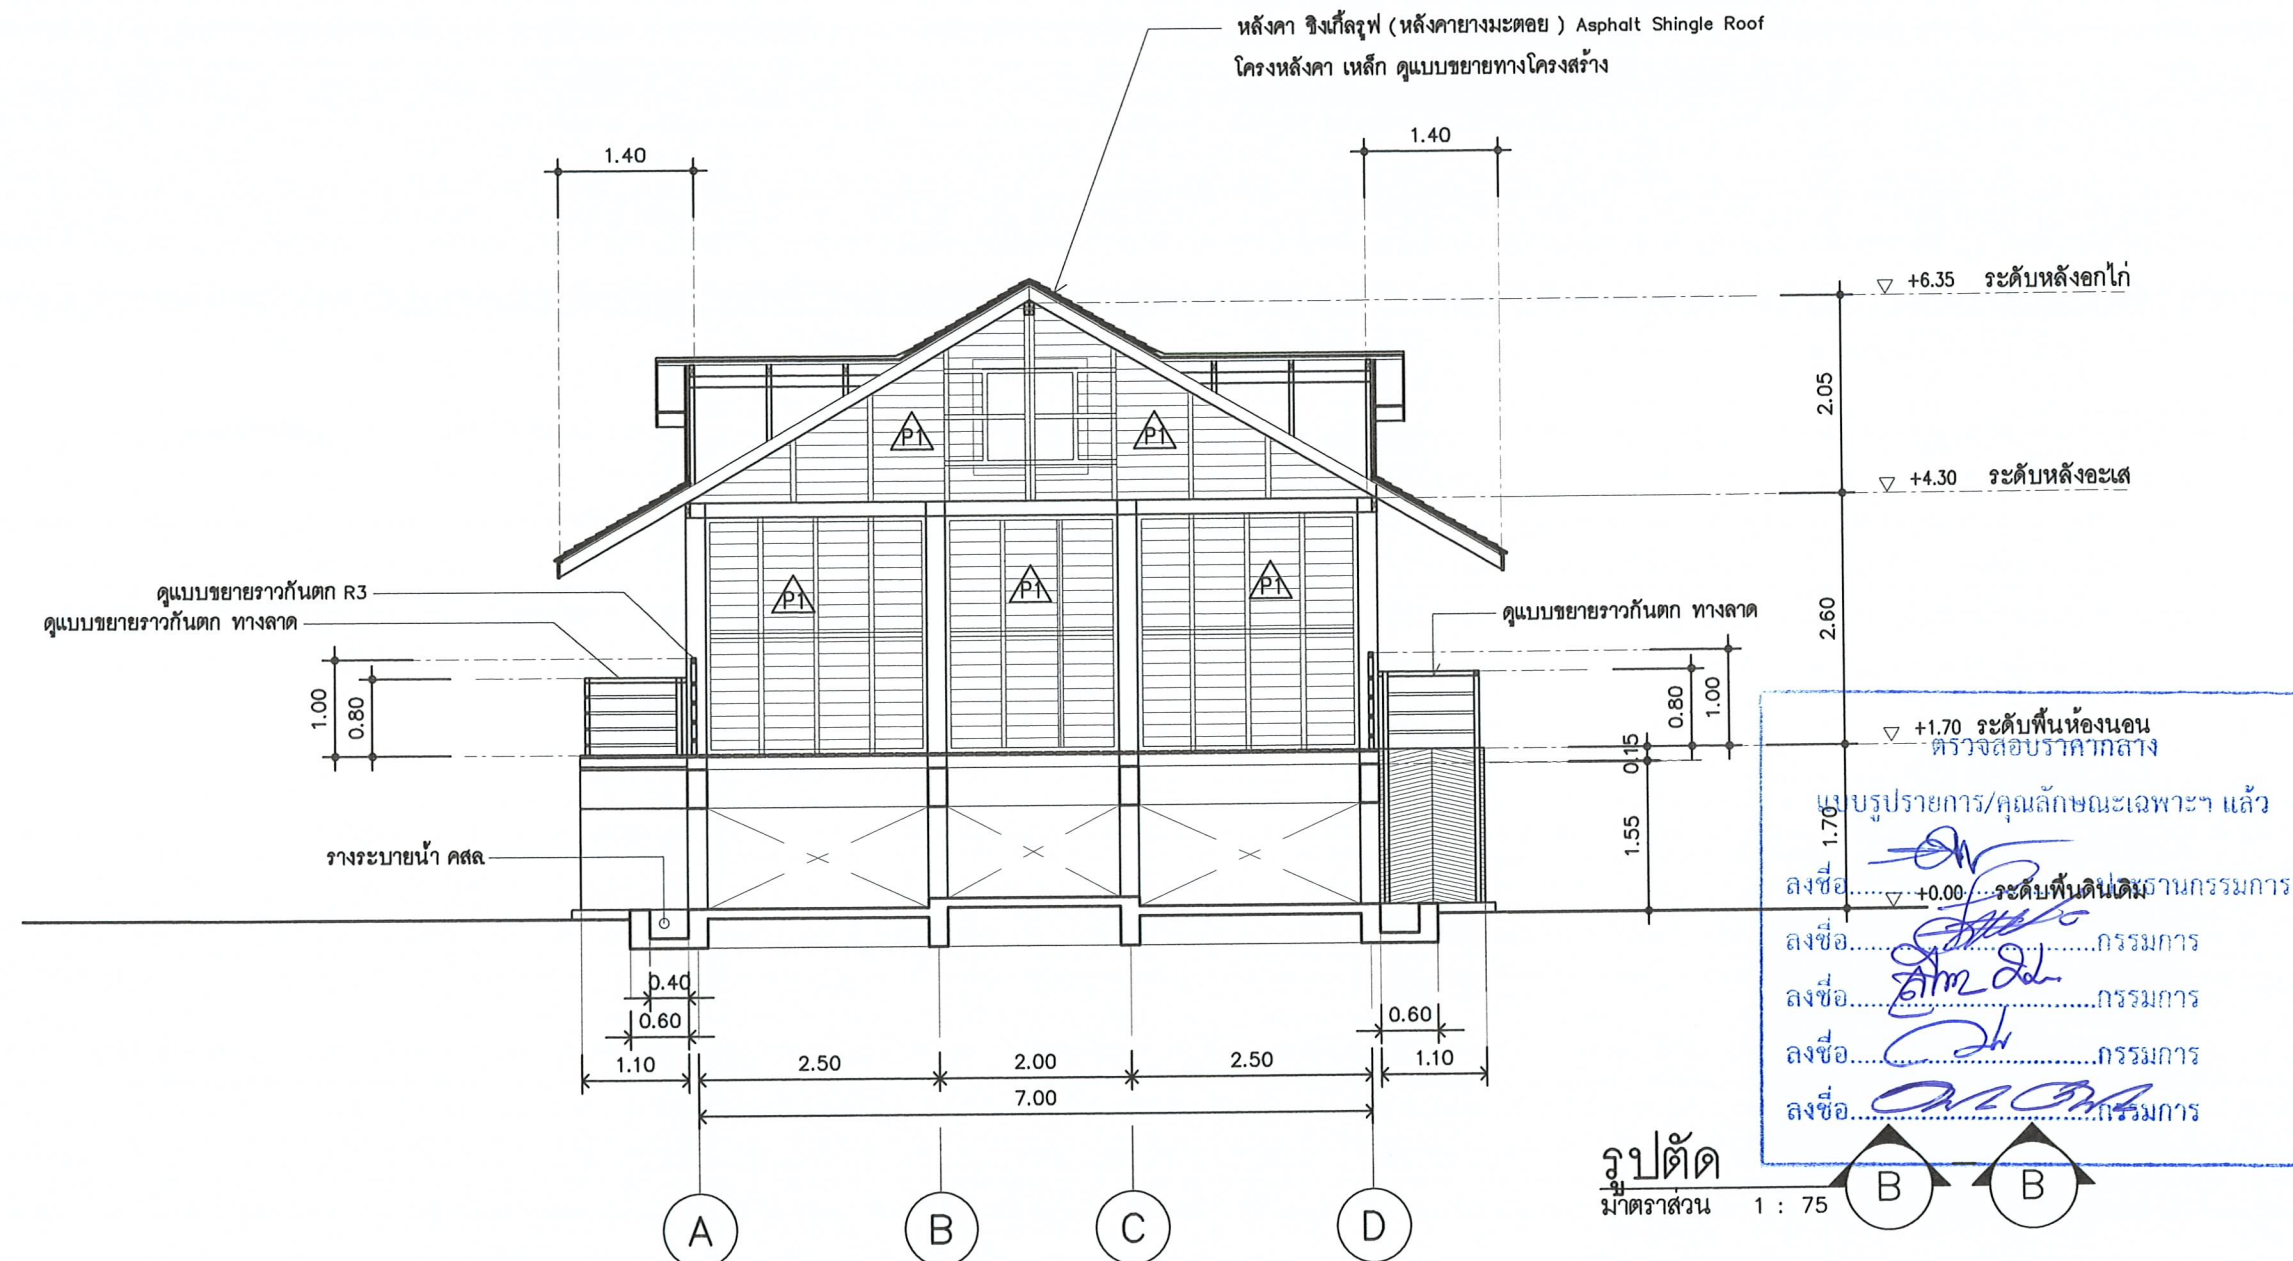 หลังคา ชิงเกิ้ลรูฟ (หลังคายางมะตอย ) Asphalt Shingle Roof
โครงหลังคา เหล็ก ดูแบบขยายทางโครงสร้าง
1.40
1.40
+6.35 ระดับหลังอกไก่
2.05
P1
P1
+4.30 ระดับหลังอะเส
2.60
P1
P1
P1
ดูแบบขยายราวกันตก R3
ดูแบบขยายราวกันตก ทางลาด
ดูแบบขยายราวกันตก ทางลาด
1.00
0.80
0.80
1.00
+1.70 ระดับพื้นห้องนอน
ตรวจสอบราคากลาง
0.15
แบบรูปรายการ/คุณลักษณะเฉพาะฯ แล้ว
1.55
1.70
รางระบายน้ำ คสล
ลงชื่อ..........ประธานกรรมการ
+0.00 ระดับพื้นดินเดิม
ลงชื่อ..........กรรมการ
ลงชื่อ..........กรรมการ
ลงชื่อ..........กรรมการ
ลงชื่อ..........กรรมการ
0.40
0.60
0.60
1.10
2.50
2.00
2.50
1.10
7.00
A
B
C
D
รูปตัด B - B
มาตราส่วน 1 : 75